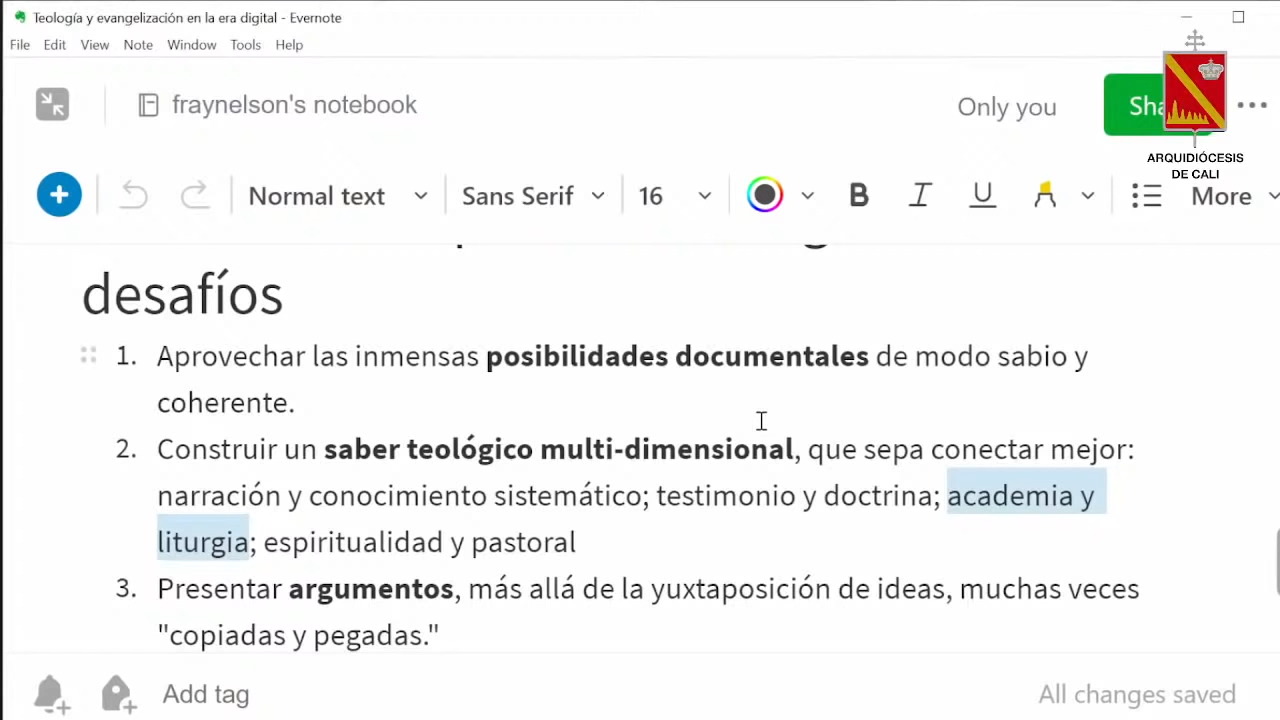 Teología y evangelización en la era digital - Evernote
File Edit View Note Window Tools Help
fraynelson's notebook
Only you
Sha
ARQUIDIÓCESIS
DE CALI
Normal text
Sans Serif
16
B I U
More
desafíos
1. Aprovechar las inmensas posibilidades documentales de modo sabio y
coherente.
2. Construir un saber teológico multi-dimensional, que sepa conectar mejor:
narración y conocimiento sistemático; testimonio y doctrina; academia y
liturgia; espiritualidad y pastoral
3. Presentar argumentos, más allá de la yuxtaposición de ideas, muchas veces
"copiadas y pegadas."
Add tag
All changes saved